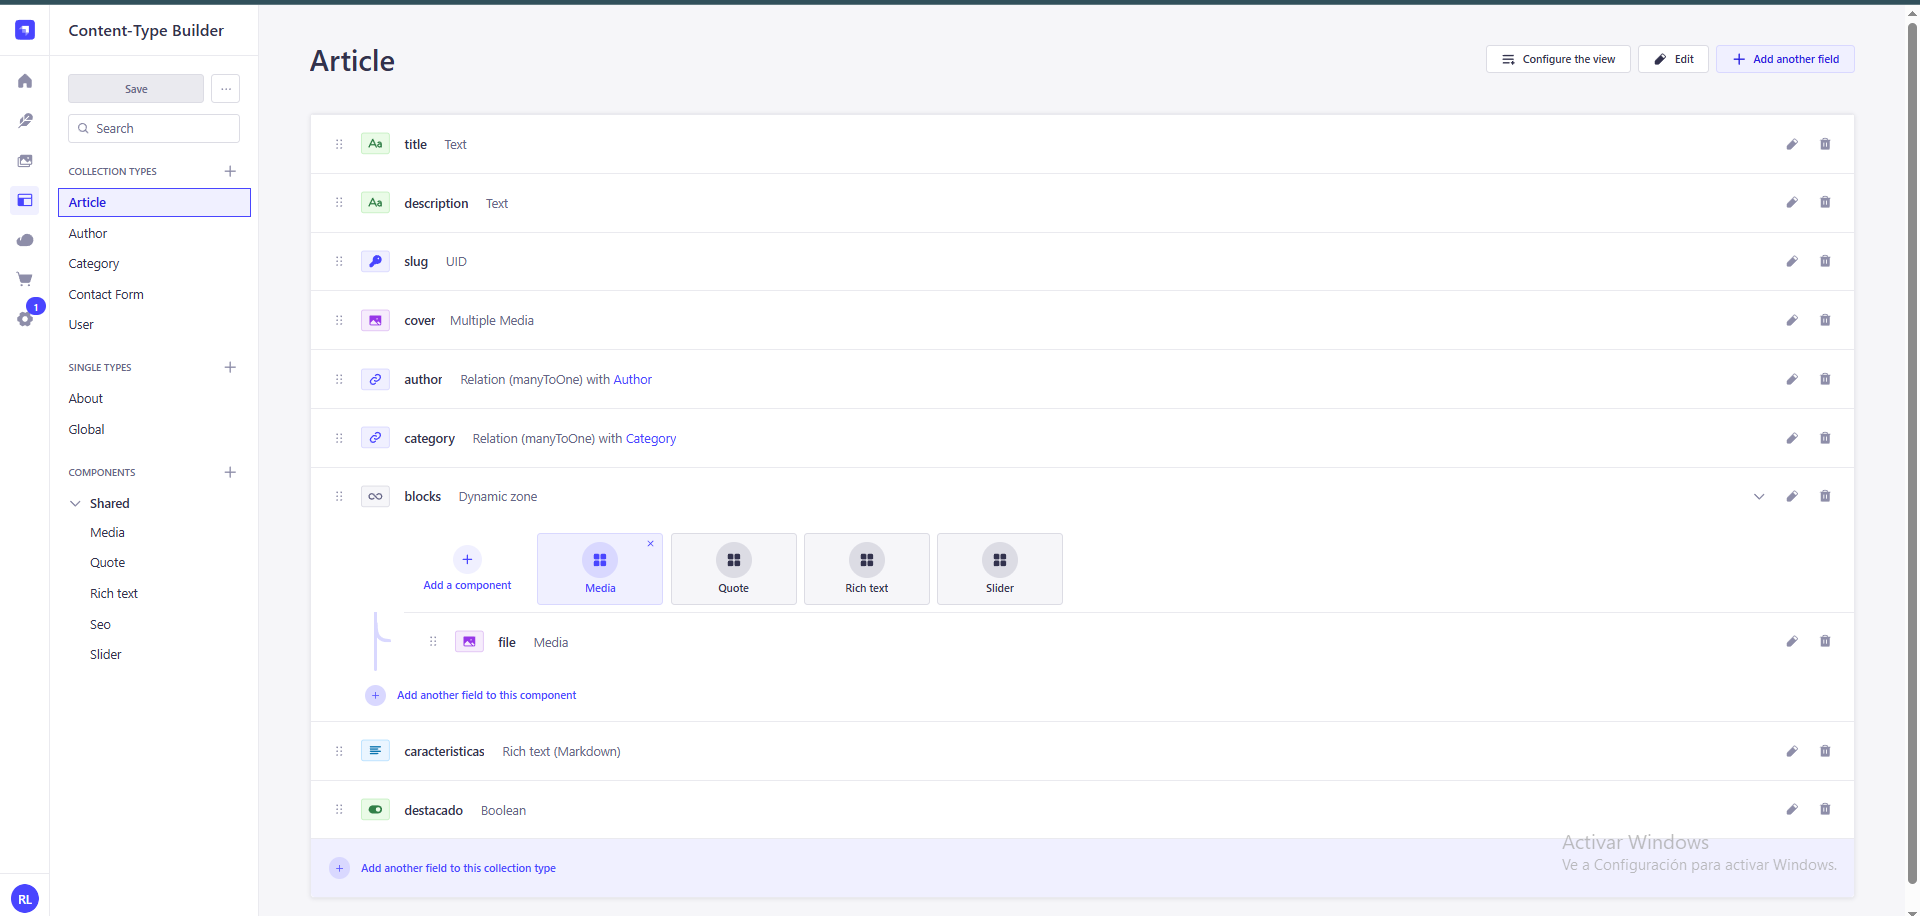 Content-Type Builder
Save
...
Search
COLLECTION TYPES
Article
Author
Category
Contact Form
User
SINGLE TYPES
About
Global
COMPONENTS
Shared
Media
Quote
Rich text
Seo
Slider
1
RL
Article
Configure the view
Edit
Add another field
Aa title Text
Aa description Text
slug UID
cover Multiple Media
author Relation (manyToOne) with Author
category Relation (manyToOne) with Category
blocks Dynamic zone
Add a component
Media
Quote
Rich text
Slider
file Media
Add another field to this component
caracteristicas Rich text (Markdown)
destacado Boolean
Add another field to this collection type
Activar Windows
Ve a Configuración para activar Windows.